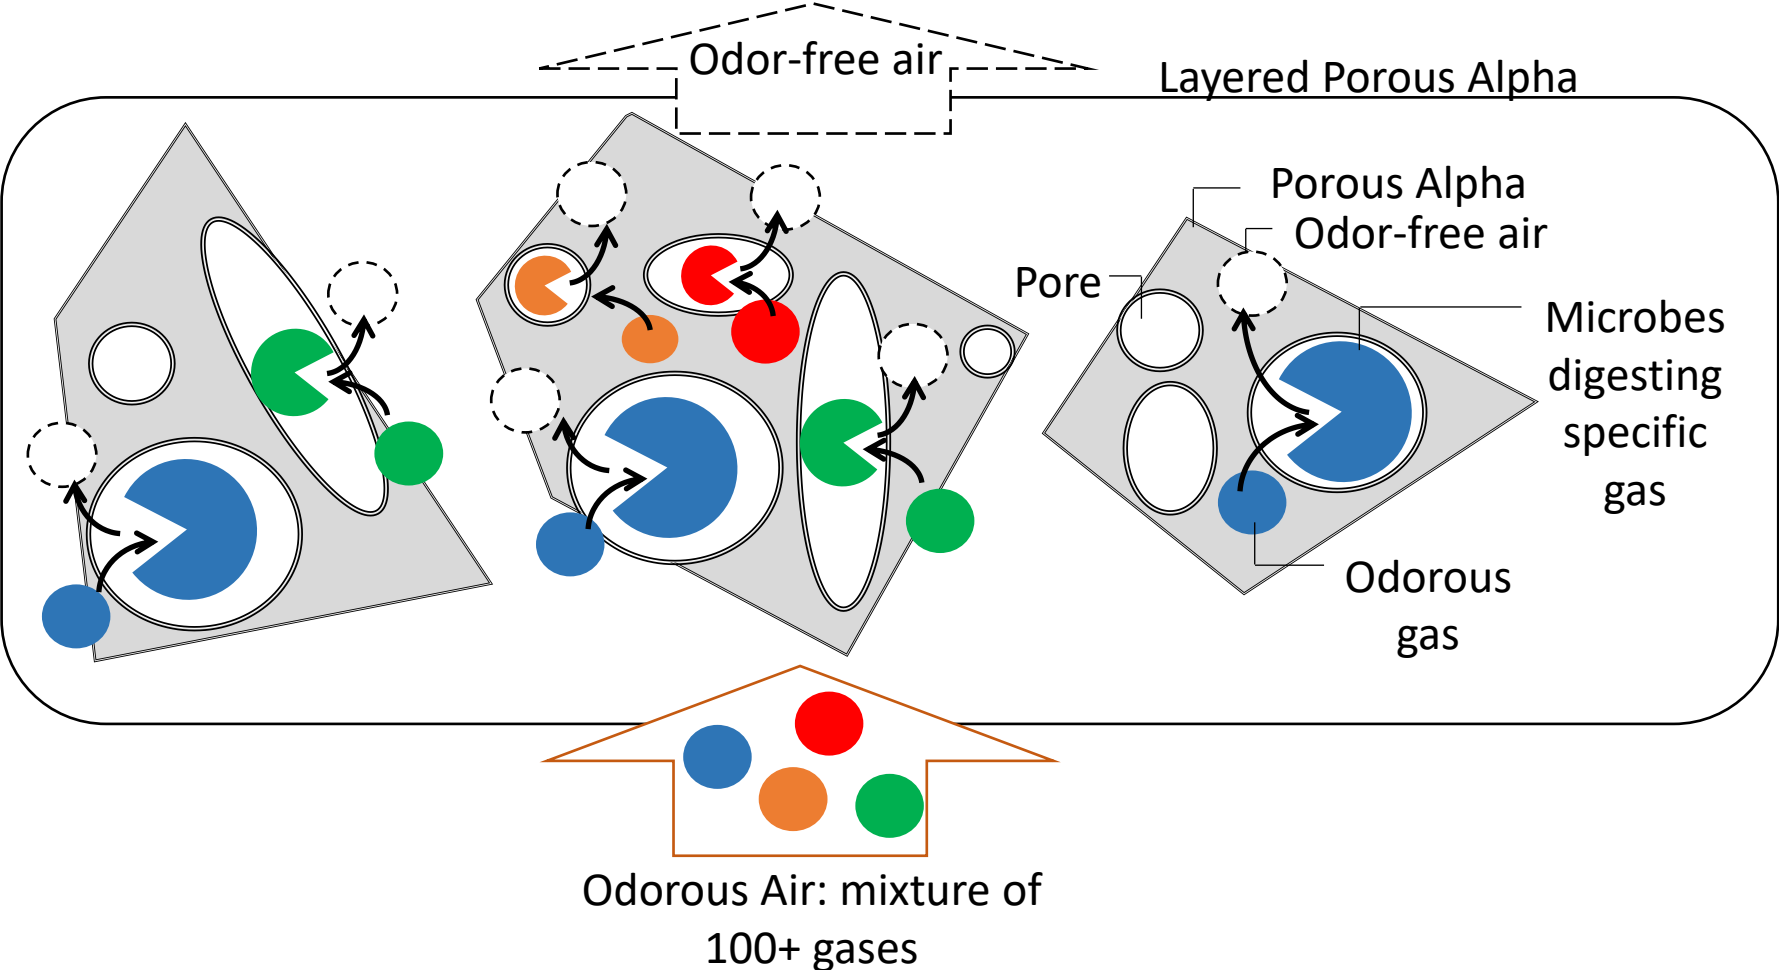 Odor-free air
Layered Porous Alpha
Porous Alpha
Odor-free air
Pore
Microbes
digesting
specific
gas
Odorous
gas
Odorous Air: mixture of
100+ gases